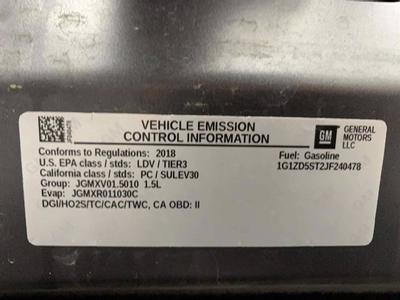 VEHICLE EMISSION
CONTROL INFORMATION
GM
GENERAL
MOTORS
LLC
Conforms to Regulations: 2018
Fuel: Gasoline
U.S. EPA class / stds: LDV / TIER3
1G1ZD5ST2JF240478
California class / stds: PC / SULEV30
Group: JGMXV01.5010 1.5L
Evap: JGMXR011030C
DGI/HO2S/TC/CAC/TWC, CA OBD: II